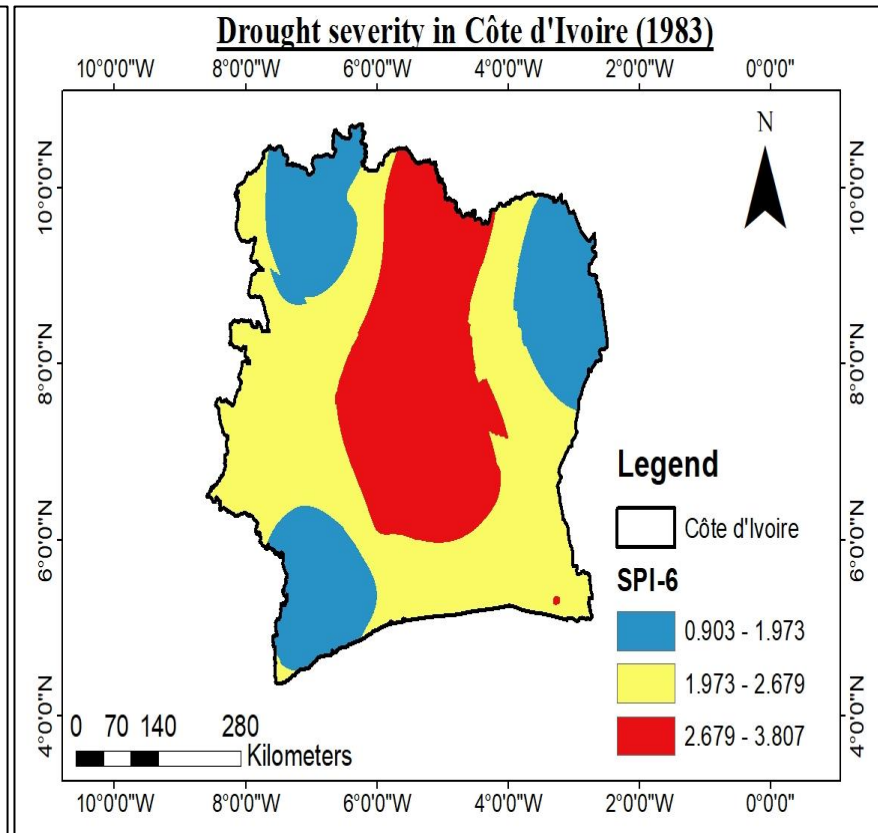 Drought severity in Côte d'Ivoire (1983)
10°0'0"W 8°0'0"W 6°0'0"W 4°0'0"W 2°0'0"W 0°0'0"
N
10°0'0"N 10°0'0"N
8°0'0"N 8°0'0"N
6°0'0"N 6°0'0"N
4°0'0"N 4°0'0"N
Legend
Côte d'Ivoire
SPI-6
0.903 - 1.973
1.973 - 2.679
2.679 - 3.807
0 70 140 280
Kilometers
10°0'0"W 8°0'0"W 6°0'0"W 4°0'0"W 2°0'0"W 0°0'0"